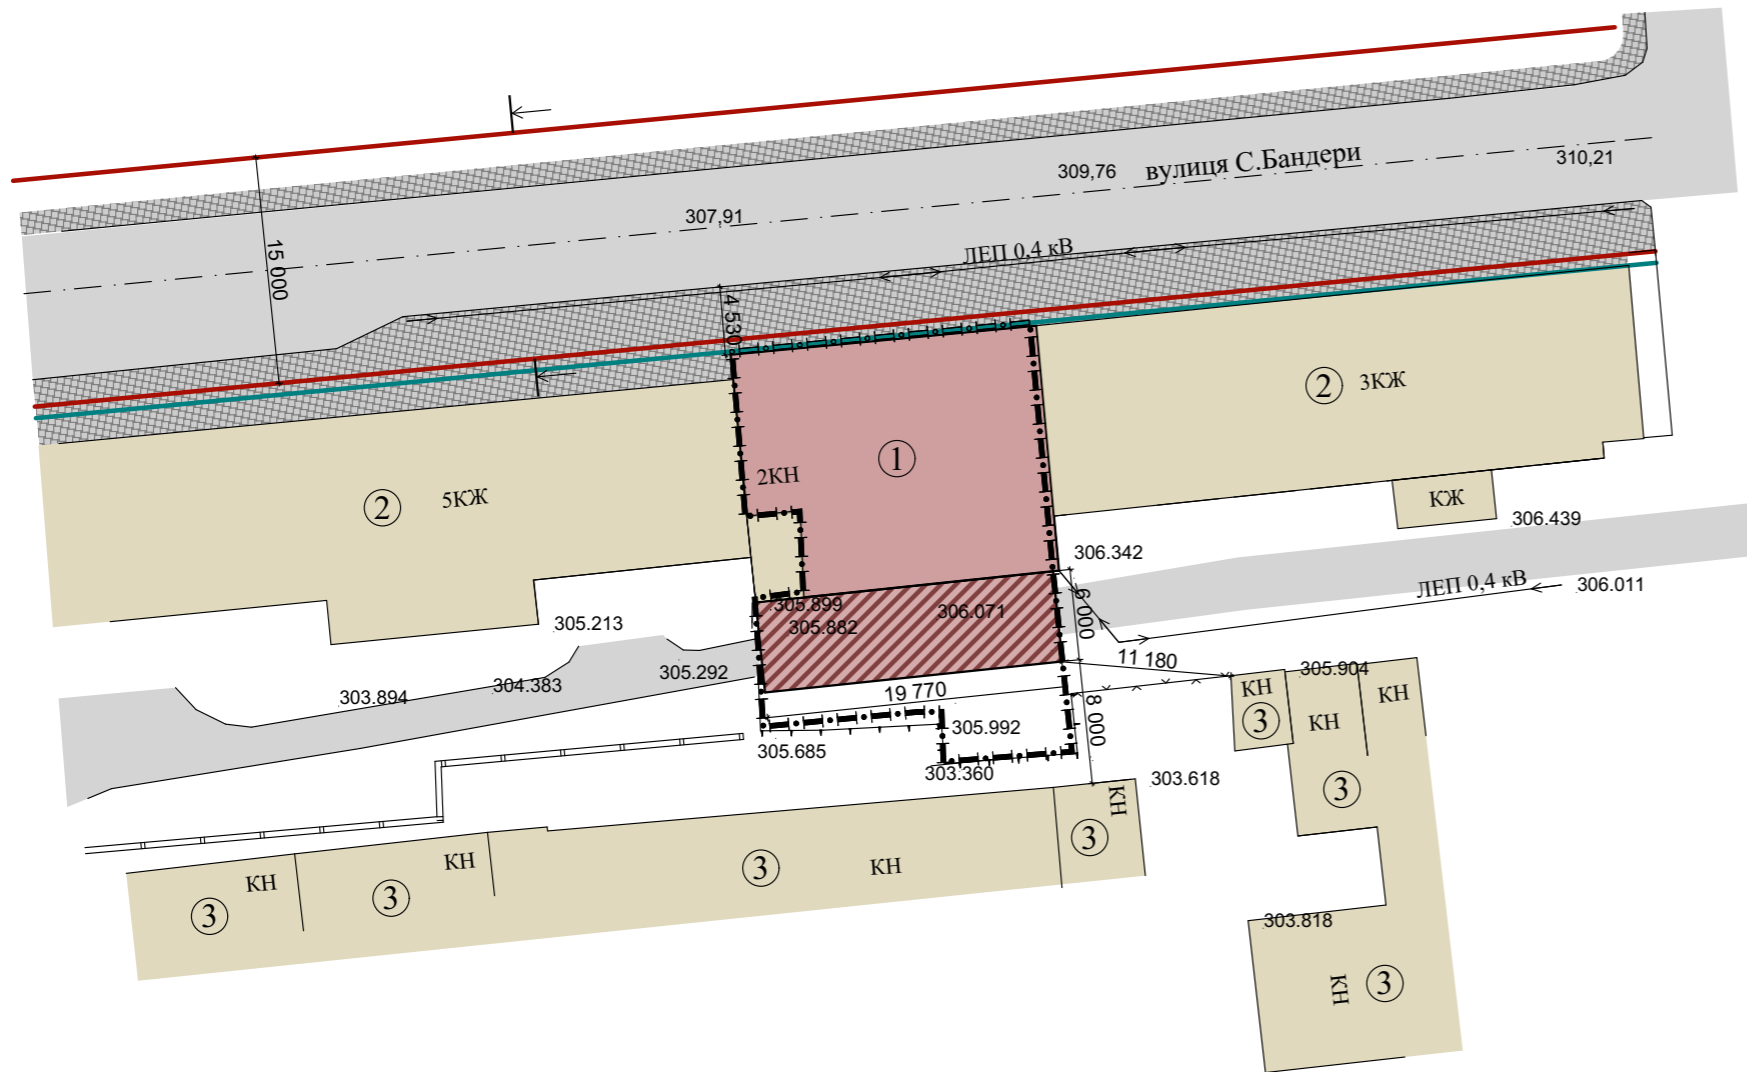 309,76
вулиця С.Бандери
310,21
307,91
15 000
ЛЕП 0,4 кВ
4 530
2
3КЖ
1
2КН
2
5КЖ
КЖ
306.439
306.342
ЛЕП 0,4 кВ
306.011
305.899
306.071
305.882
6 000
305.213
305.292
11 180
305.904
303.894
304.383
19 770
8 000
КН
КН
КН
3
305.992
305.685
303.360
303.618
КН
3
3
КН
КН
3
КН
3
КН
3
303.818
КН
3